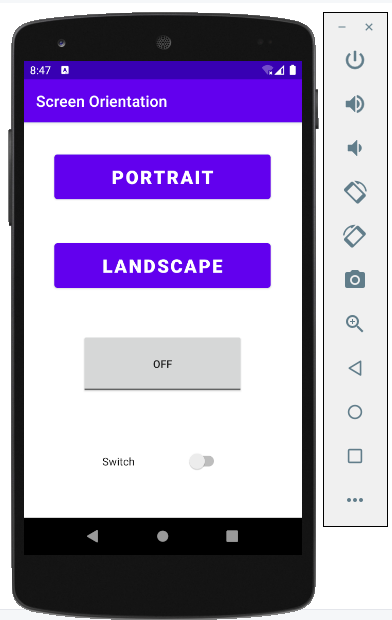 8:47
Screen Orientation
PORTRAIT
LANDSCAPE
OFF
Switch